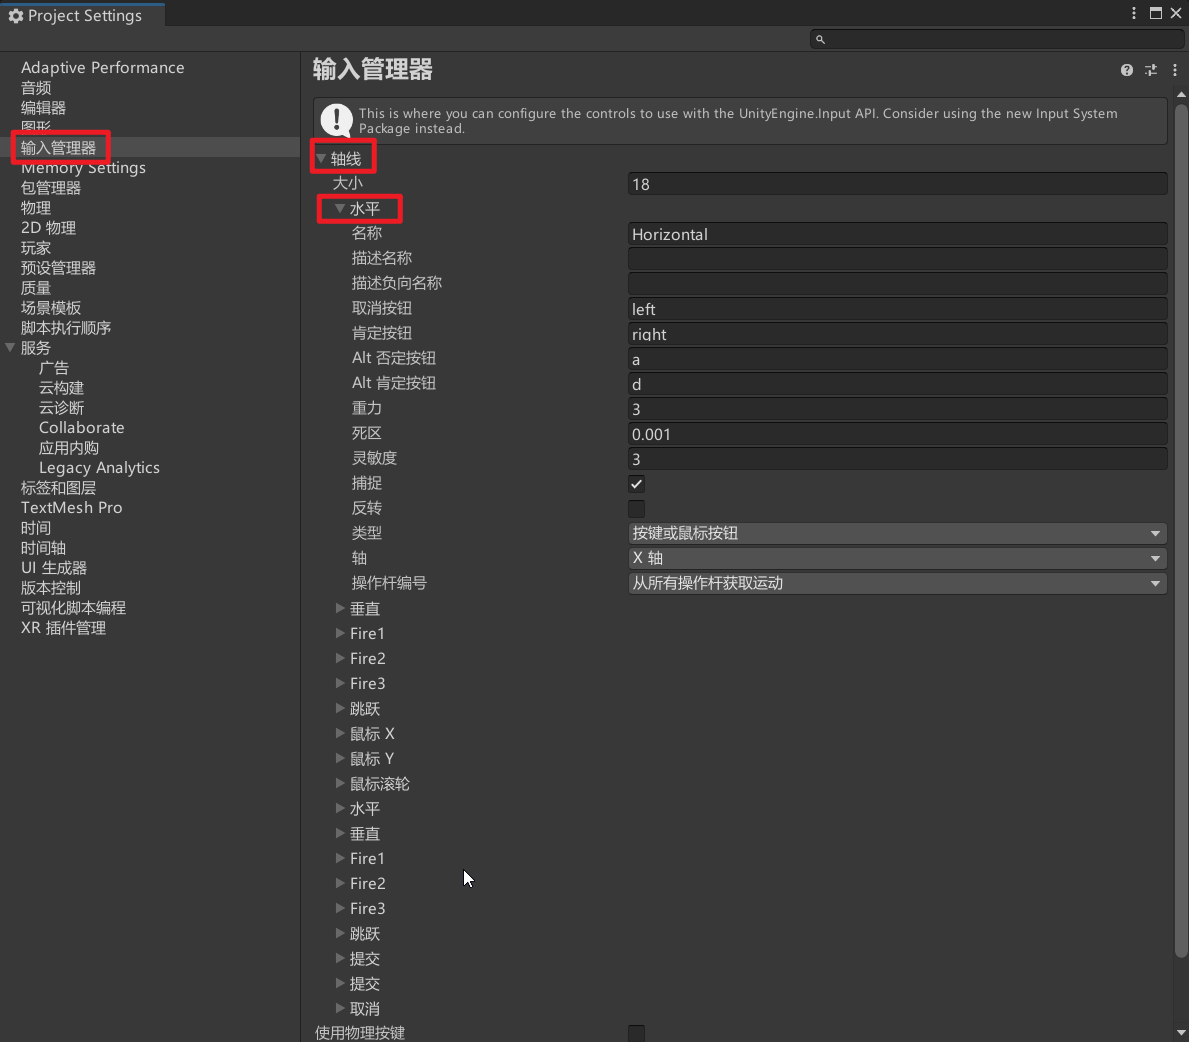 Project Settings
Adaptive Performance
音频
编辑器
图形
输入管理器
Memory Settings
包管理器
物理
2D 物理
玩家
预设管理器
质量
场景模板
脚本执行顺序
服务
广告
云构建
云诊断
Collaborate
应用内购
Legacy Analytics
标签和图层
TextMesh Pro
时间
时间轴
UI 生成器
版本控制
可视化脚本编程
XR 插件管理
输入管理器
This is where you can configure the controls to use with the UnityEngine.Input API. Consider using the new Input System
Package instead.
轴线
大小 18
水平
名称 Horizontal
描述名称
描述负向名称
取消按钮 left
肯定按钮 right
Alt 否定按钮 a
Alt 肯定按钮 d
重力 3
死区 0.001
灵敏度 3
捕捉
反转
类型 按键或鼠标按钮
轴 X 轴
操作杆编号 从所有操作杆获取运动
垂直
Fire1
Fire2
Fire3
跳跃
鼠标 X
鼠标 Y
鼠标滚轮
水平
垂直
Fire1
Fire2
Fire3
跳跃
提交
提交
取消
使用物理按键